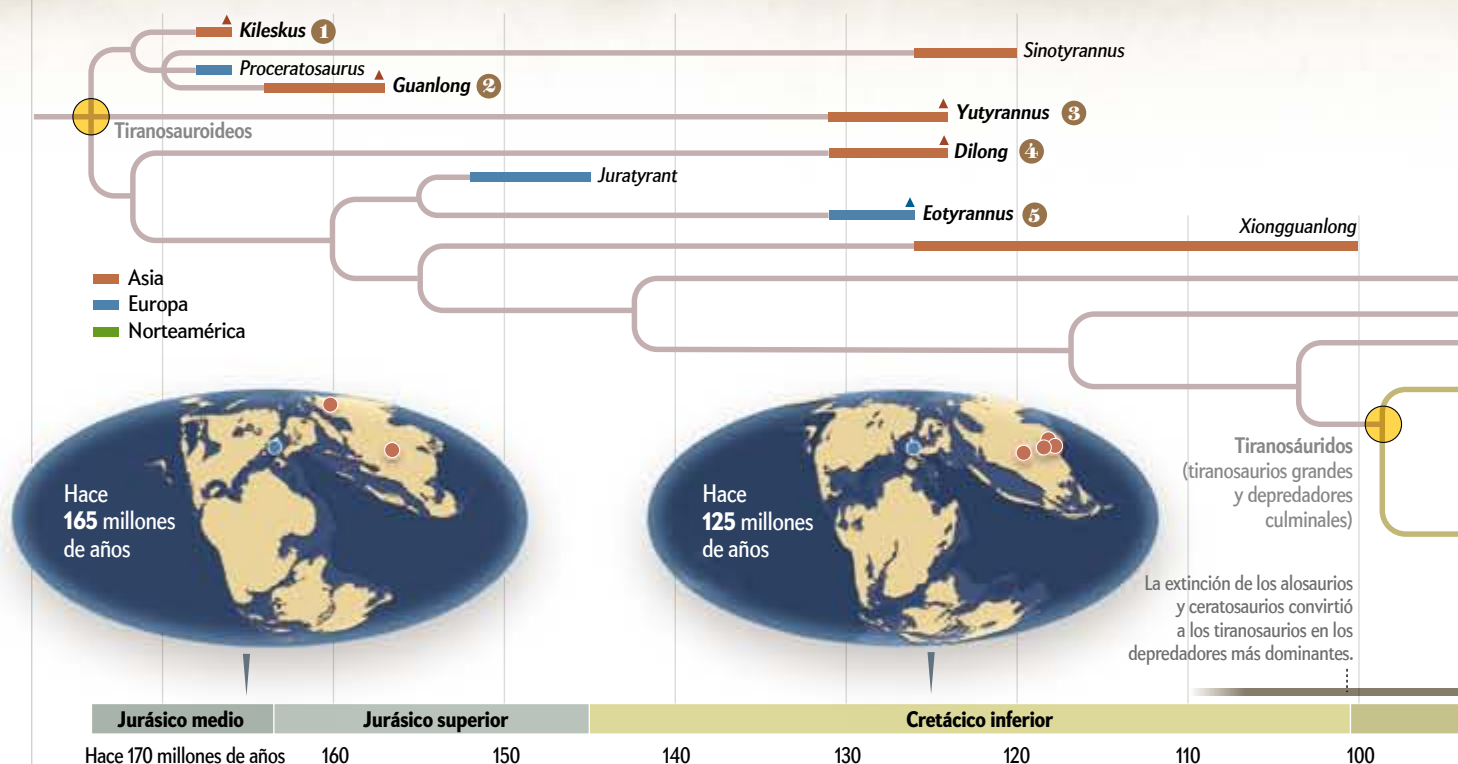 Kileskus 1
Sinotyrannus
Proceratosaurus
Guanlong 2
Yutyrannus 3
Tiranosauroideos
Dilong 4
Juratyrant
Eotyrannus 5
Xiongguanlong
Asia
Europa
Norteamérica
Hace
165 millones
de años
Hace
125 millones
de años
Tiranosáuridos
(tiranosaurios grandes
y depredadores
culminales)
La extinción de los alosaurios
y ceratosaurios convirtió
a los tiranosaurios en los
depredadores más dominantes.
Jurásico medio
Jurásico superior
Cretácico inferior
Hace 170 millones de años
160
150
140
130
120
110
100